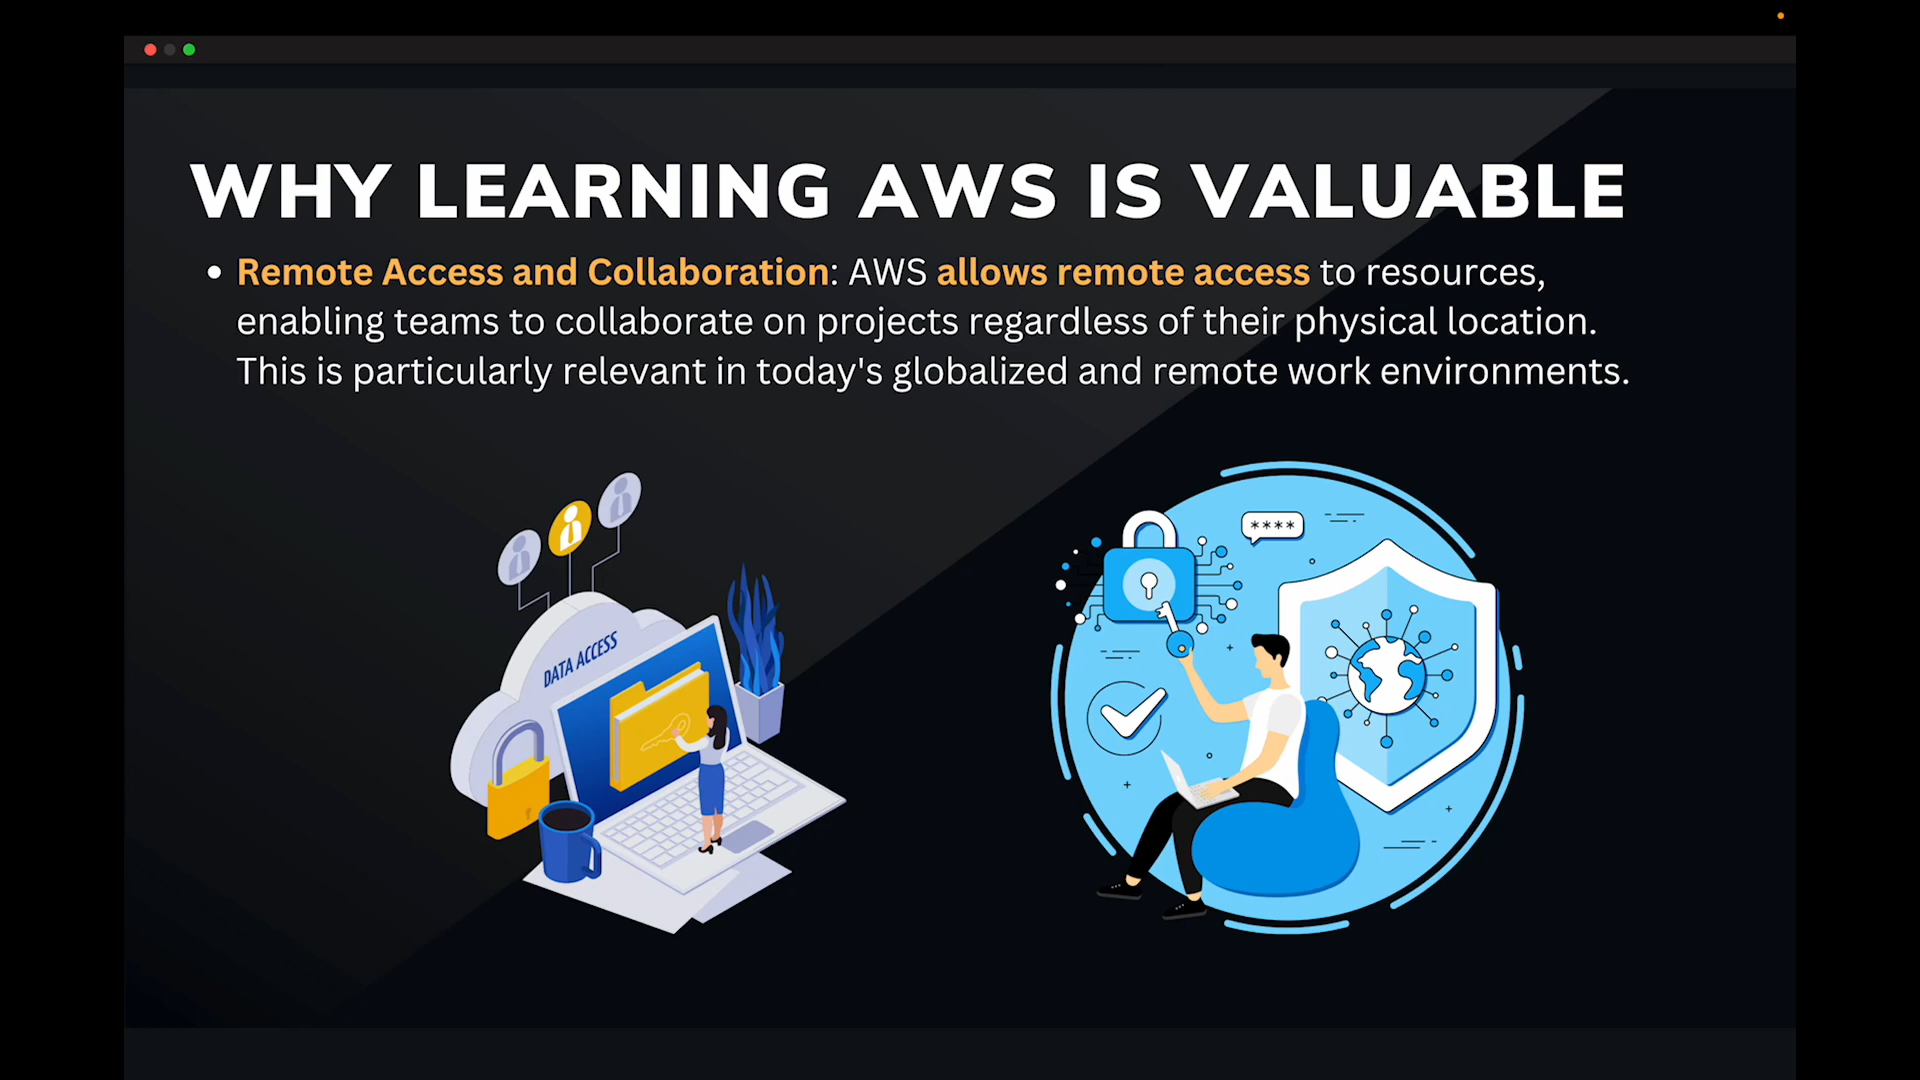 WHY LEARNING AWS IS VALUABLE
• Remote Access and Collaboration: AWS allows remote access to resources,
enabling teams to collaborate on projects regardless of their physical location.
This is particularly relevant in today's globalized and remote work environments.
DATA ACCESS
****